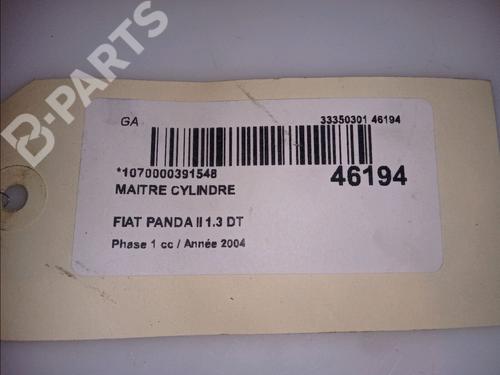 B-PARTS
GA 33350301 46194
*1070000391548 46194
MAITRE CYLINDRE
FIAT PANDA II 1.3 DT
Phase 1 cc / Année 2004